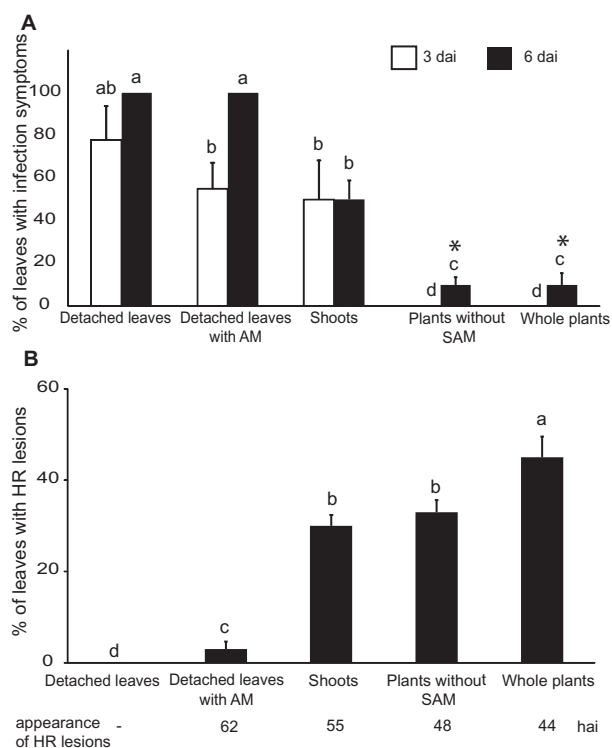 A
3 dai
6 dai
% of leaves with infection symptoms
100
80
60
40
20
0
ab
a
b
a
b
b
d
*
c
d
*
c
Detached leaves
Detached leaves
with AM
Shoots
Plants without
SAM
Whole plants
B
% of leaves with HR lesions
60
40
20
0
d
c
b
b
a
Detached leaves
Detached leaves
with AM
Shoots
Plants without
SAM
Whole plants
appearance
of HR lesions
-
62
55
48
44
hai